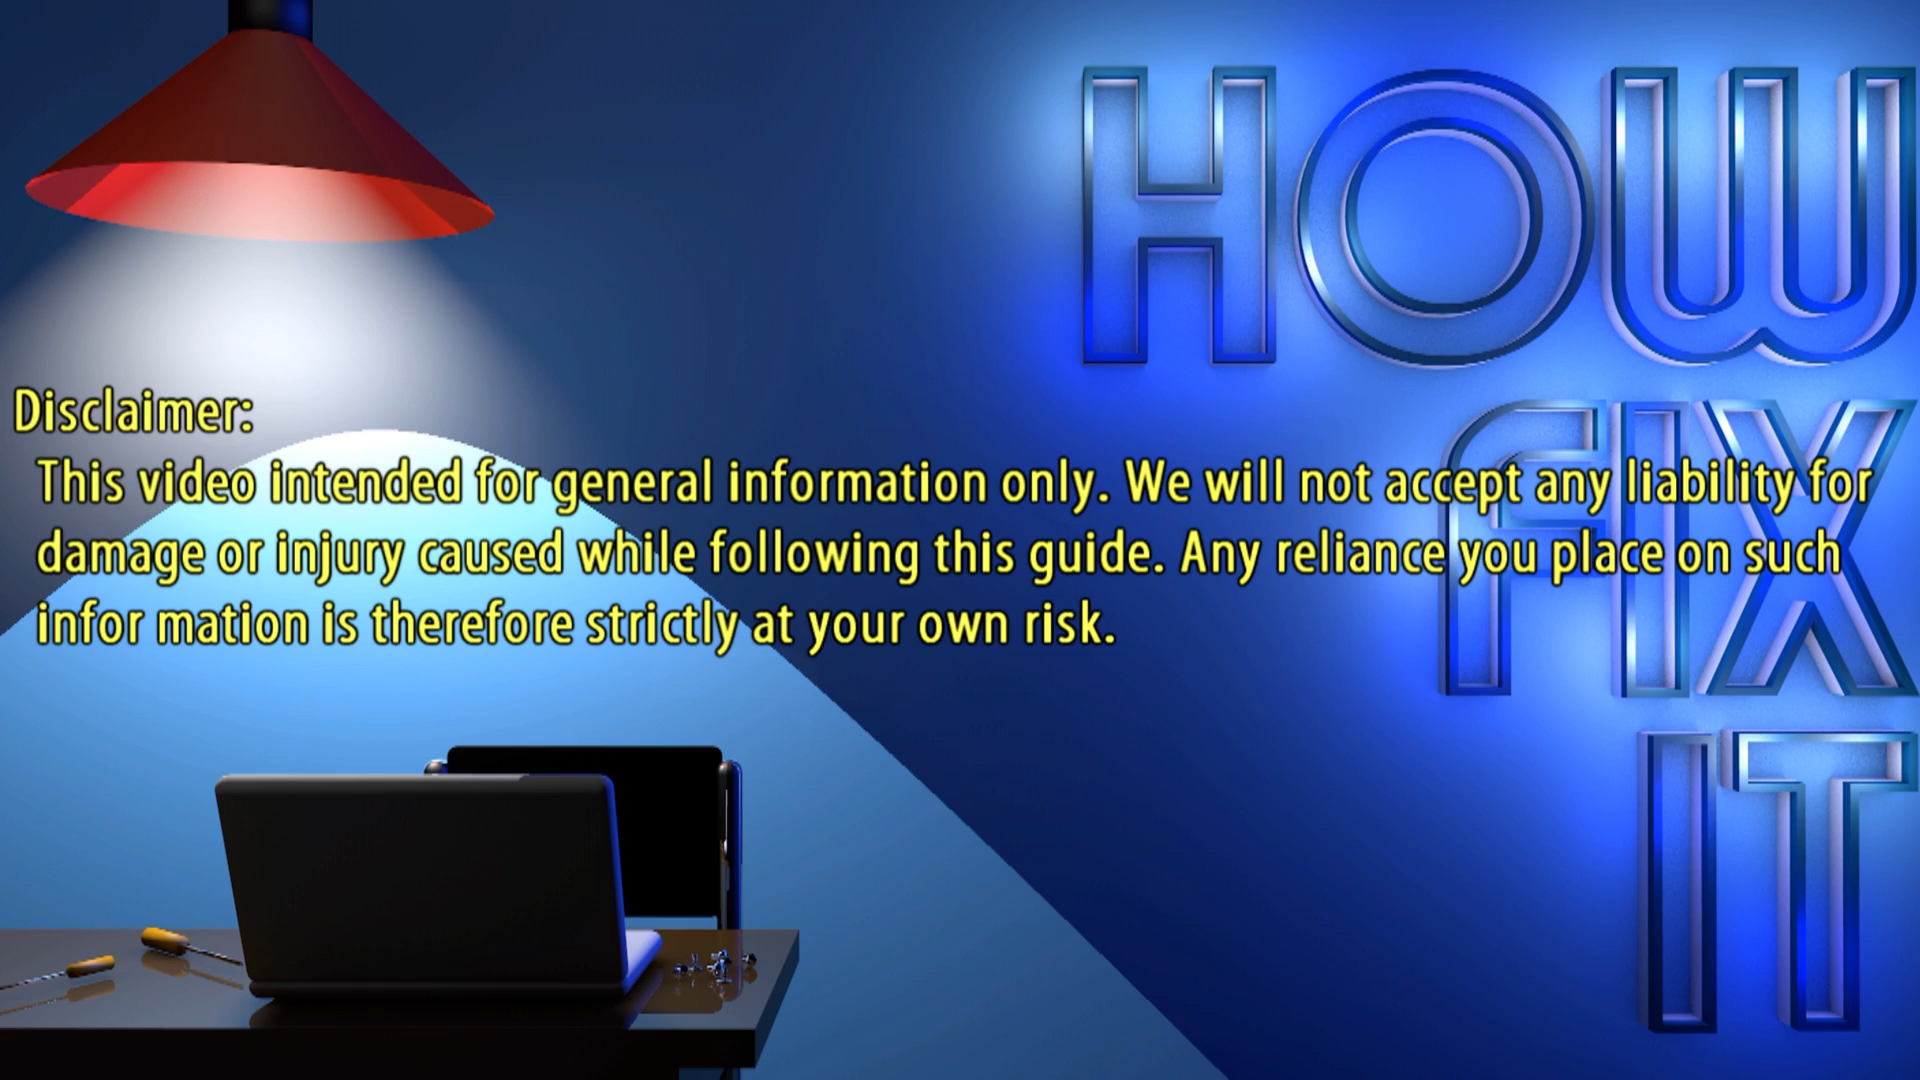 HOW
FIX
IT
Disclaimer:
This video intended for general information only. We will not accept any liability for
damage or injury caused while following this guide. Any reliance you place on such
infor mation is therefore strictly at your own risk.